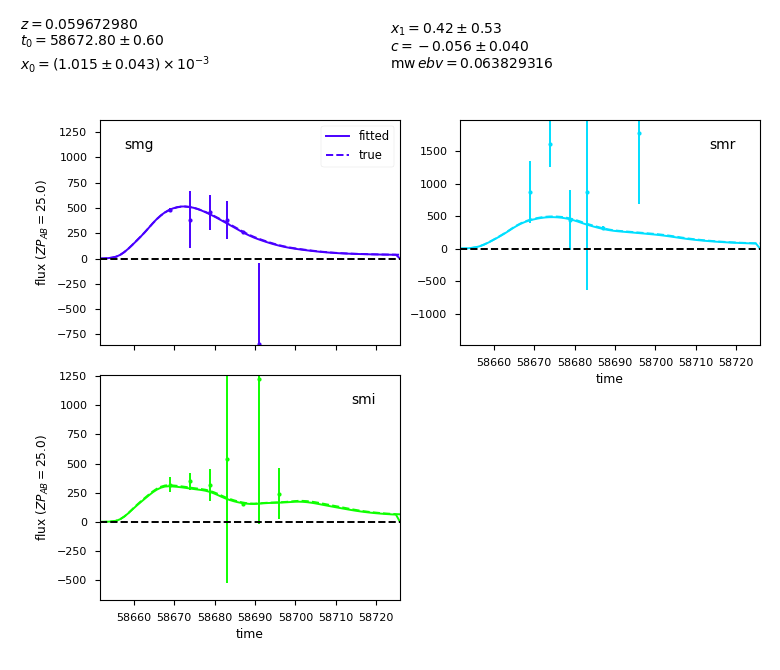 z = 0.059672980
t₀ = 58672.80 ± 0.60
x₀ = (1.015 ± 0.043) × 10⁻³
x₁ = 0.42 ± 0.53
c = −0.056 ± 0.040
mw ebv = 0.063829316
smg
fitted
true
1250
1000
750
500
250
0
−250
−500
−750
flux (ZP_AB = 25.0)
smr
1500
1000
500
0
−500
−1000
58660 58670 58680 58690 58700 58710 58720
time
smi
1250
1000
750
500
250
0
−250
−500
flux (ZP_AB = 25.0)
58660 58670 58680 58690 58700 58710 58720
time